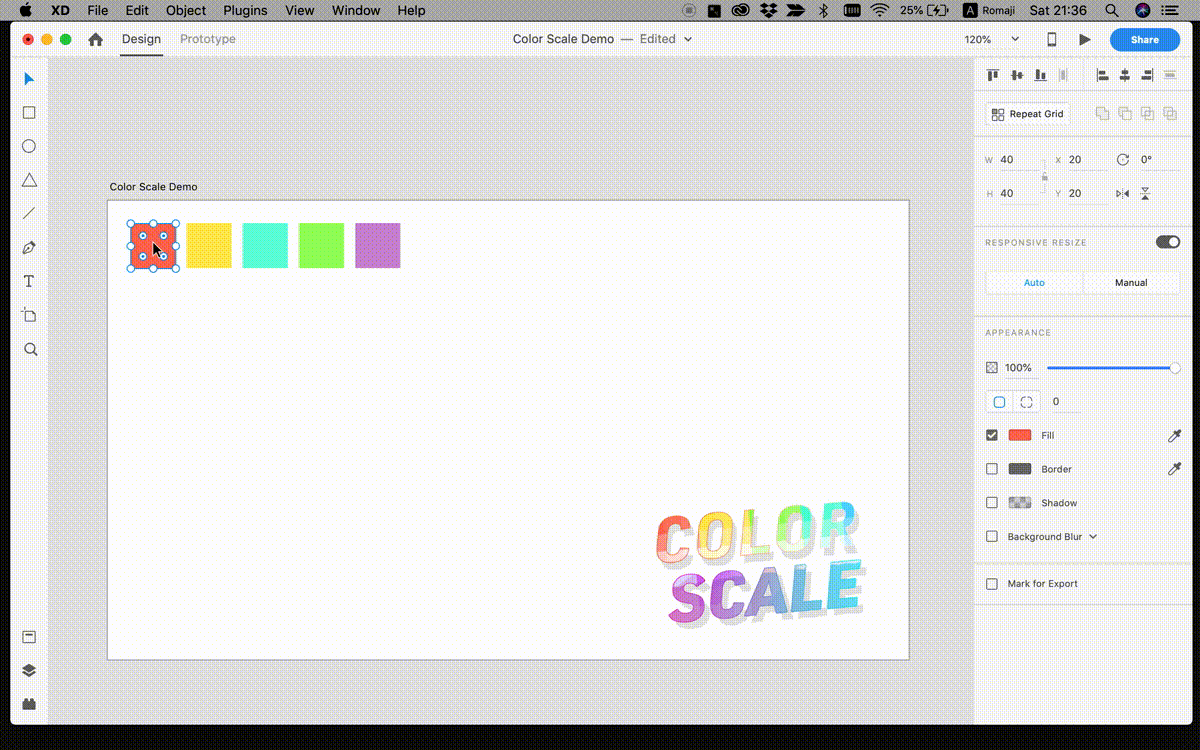 XD File Edit Object Plugins View Window Help 25% A Romaji Sat 21:36
Design Prototype Color Scale Demo — Edited 120% Share
Repeat Grid
W 40 X 20 0°
H 40 Y 20
Color Scale Demo
RESPONSIVE RESIZE
Auto Manual
APPEARANCE
100%
0
Fill
Border
Shadow
Background Blur
Mark for Export
T
COLOR
SCALE